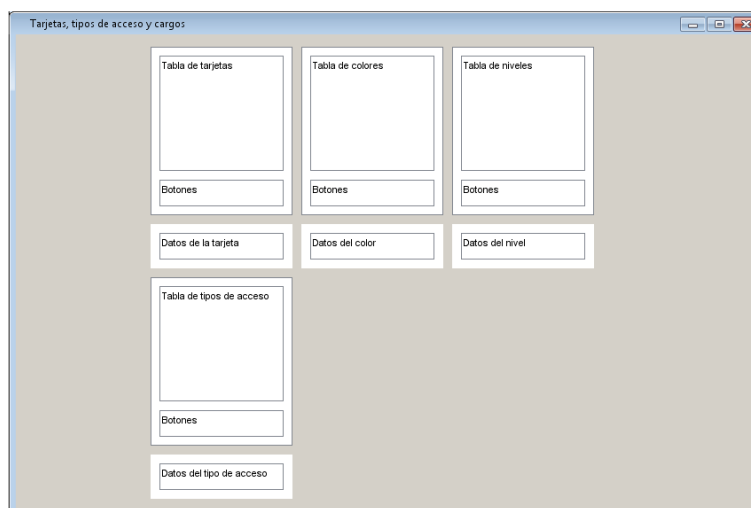 Tarjetas, tipos de acceso y cargos
Tabla de tarjetas
Tabla de colores
Tabla de niveles
Botones
Botones
Botones
Datos de la tarjeta
Datos del color
Datos del nivel
Tabla de tipos de acceso
Botones
Datos del tipo de acceso